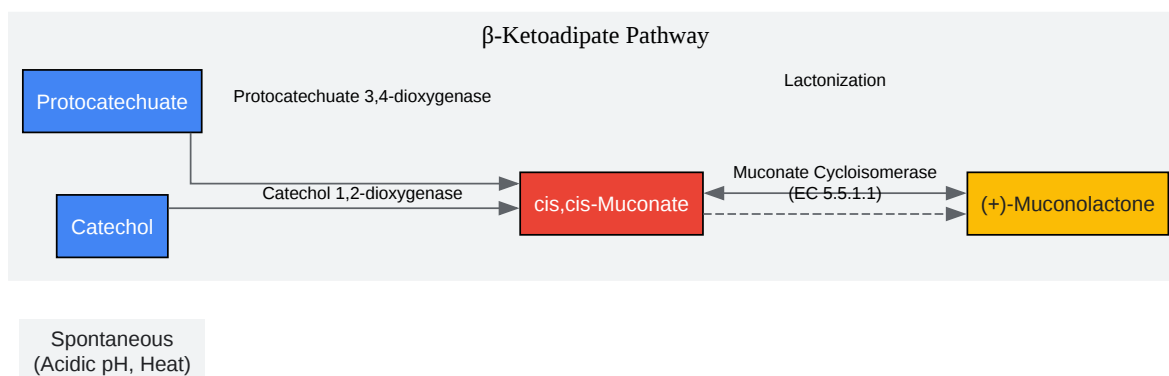 β-Ketoadipate Pathway
Protocatechuate
Protocatechuate 3,4-dioxygenase
Lactonization
Catechol
Catechol 1,2-dioxygenase
cis,cis-Muconate
Muconate Cycloisomerase
(EC 5.5.1.1)
(+)-Muconolactone
Spontaneous
(Acidic pH, Heat)